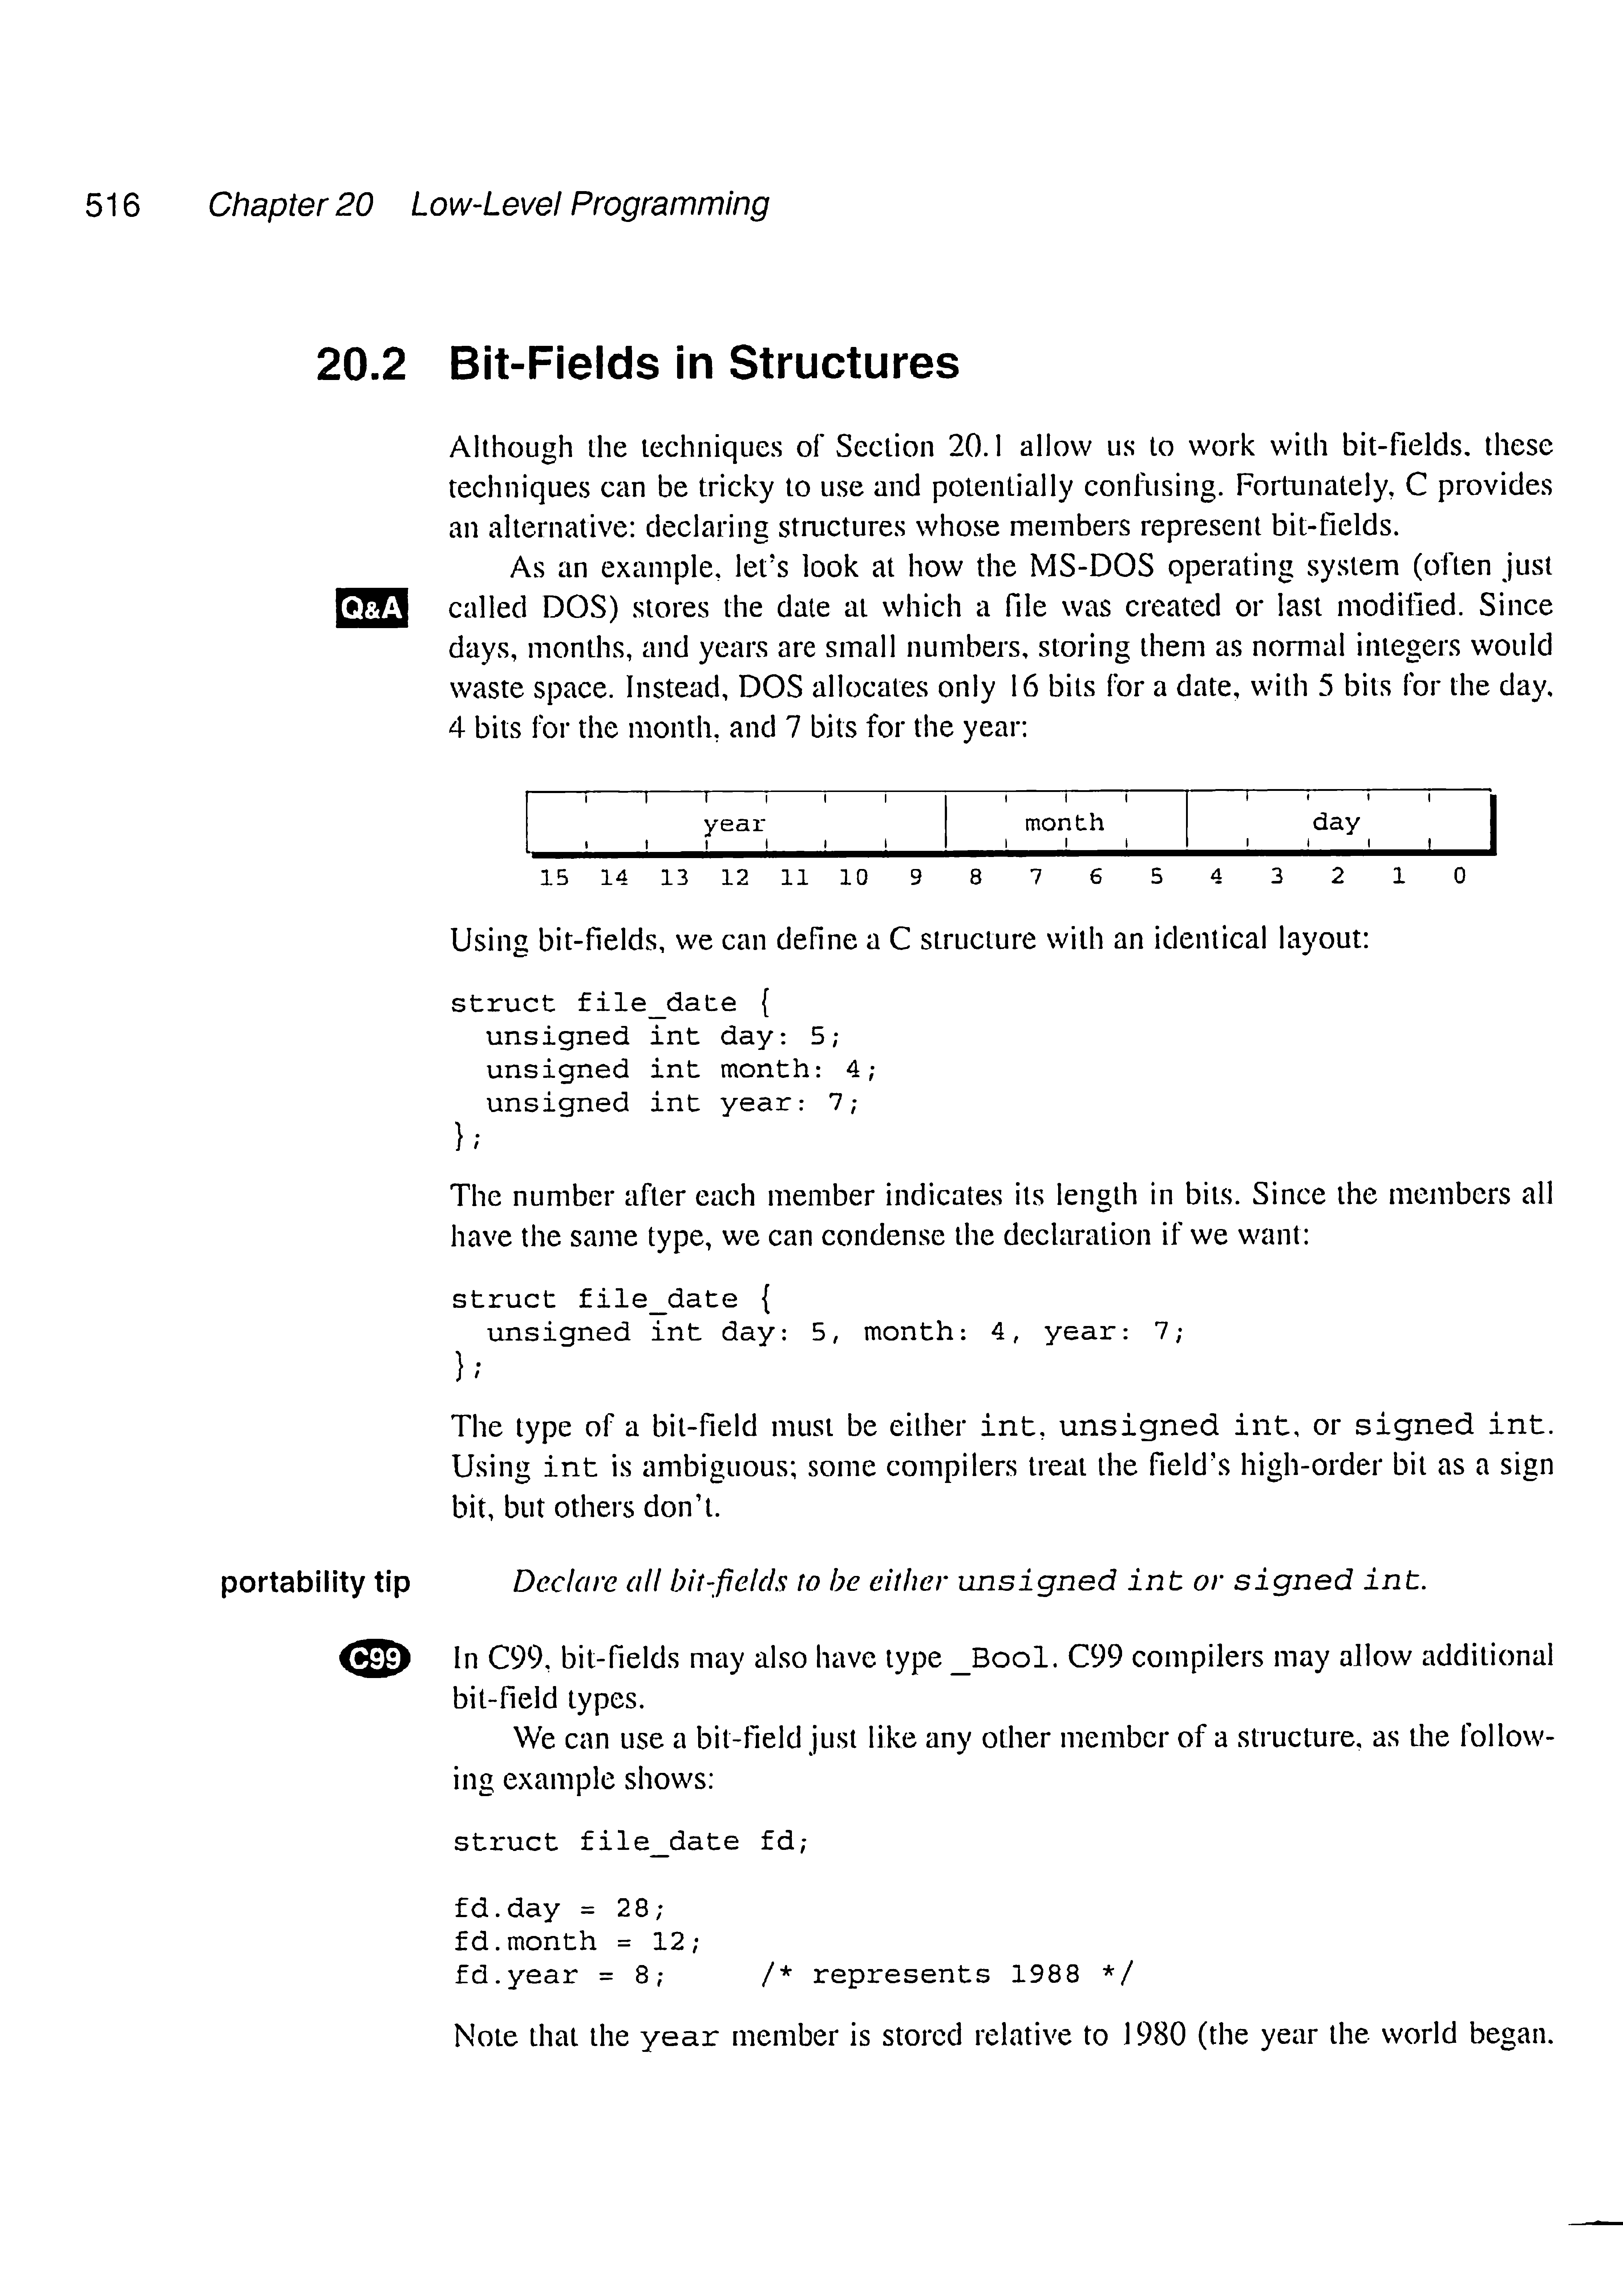 516 Chapter 20 Low-Level Programming
20.2 Bit-Fields in Structures
Although the techniques of Section 20.1 allow us to work with bit-fields, these
techniques can be tricky to use and potentially confusing. Fortunately, C provides
an alternative: declaring structures whose members represent bit-fields.
As an example, let's look at how the MS-DOS operating system (often just
Q&A called DOS) stores the date at which a file was created or last modified. Since
days, months, and years are small numbers, storing them as normal integers would
waste space. Instead, DOS allocates only 16 bits for a date, with 5 bits for the day,
4 bits for the month, and 7 bits for the year:
year month day
15 14 13 12 11 10 9 8 7 6 5 4 3 2 1 0
Using bit-fields, we can define a C structure with an identical layout:
struct file_date {
unsigned int day: 5;
unsigned int month: 4;
unsigned int year: 7;
};
The number after each member indicates its length in bits. Since the members all
have the same type, we can condense the declaration if we want:
struct file_date {
unsigned int day: 5, month: 4, year: 7;
};
The type of a bit-field must be either int, unsigned int, or signed int.
Using int is ambiguous; some compilers treat the field's high-order bit as a sign
bit, but others don't.
portability tip Declare all bit-fields to be either unsigned int or signed int.
C99 In C99, bit-fields may also have type _Bool. C99 compilers may allow additional
bit-field types.
We can use a bit-field just like any other member of a structure, as the follow-
ing example shows:
struct file_date fd;
fd.day = 28;
fd.month = 12;
fd.year = 8; /* represents 1988 */
Note that the year member is stored relative to 1980 (the year the world began.